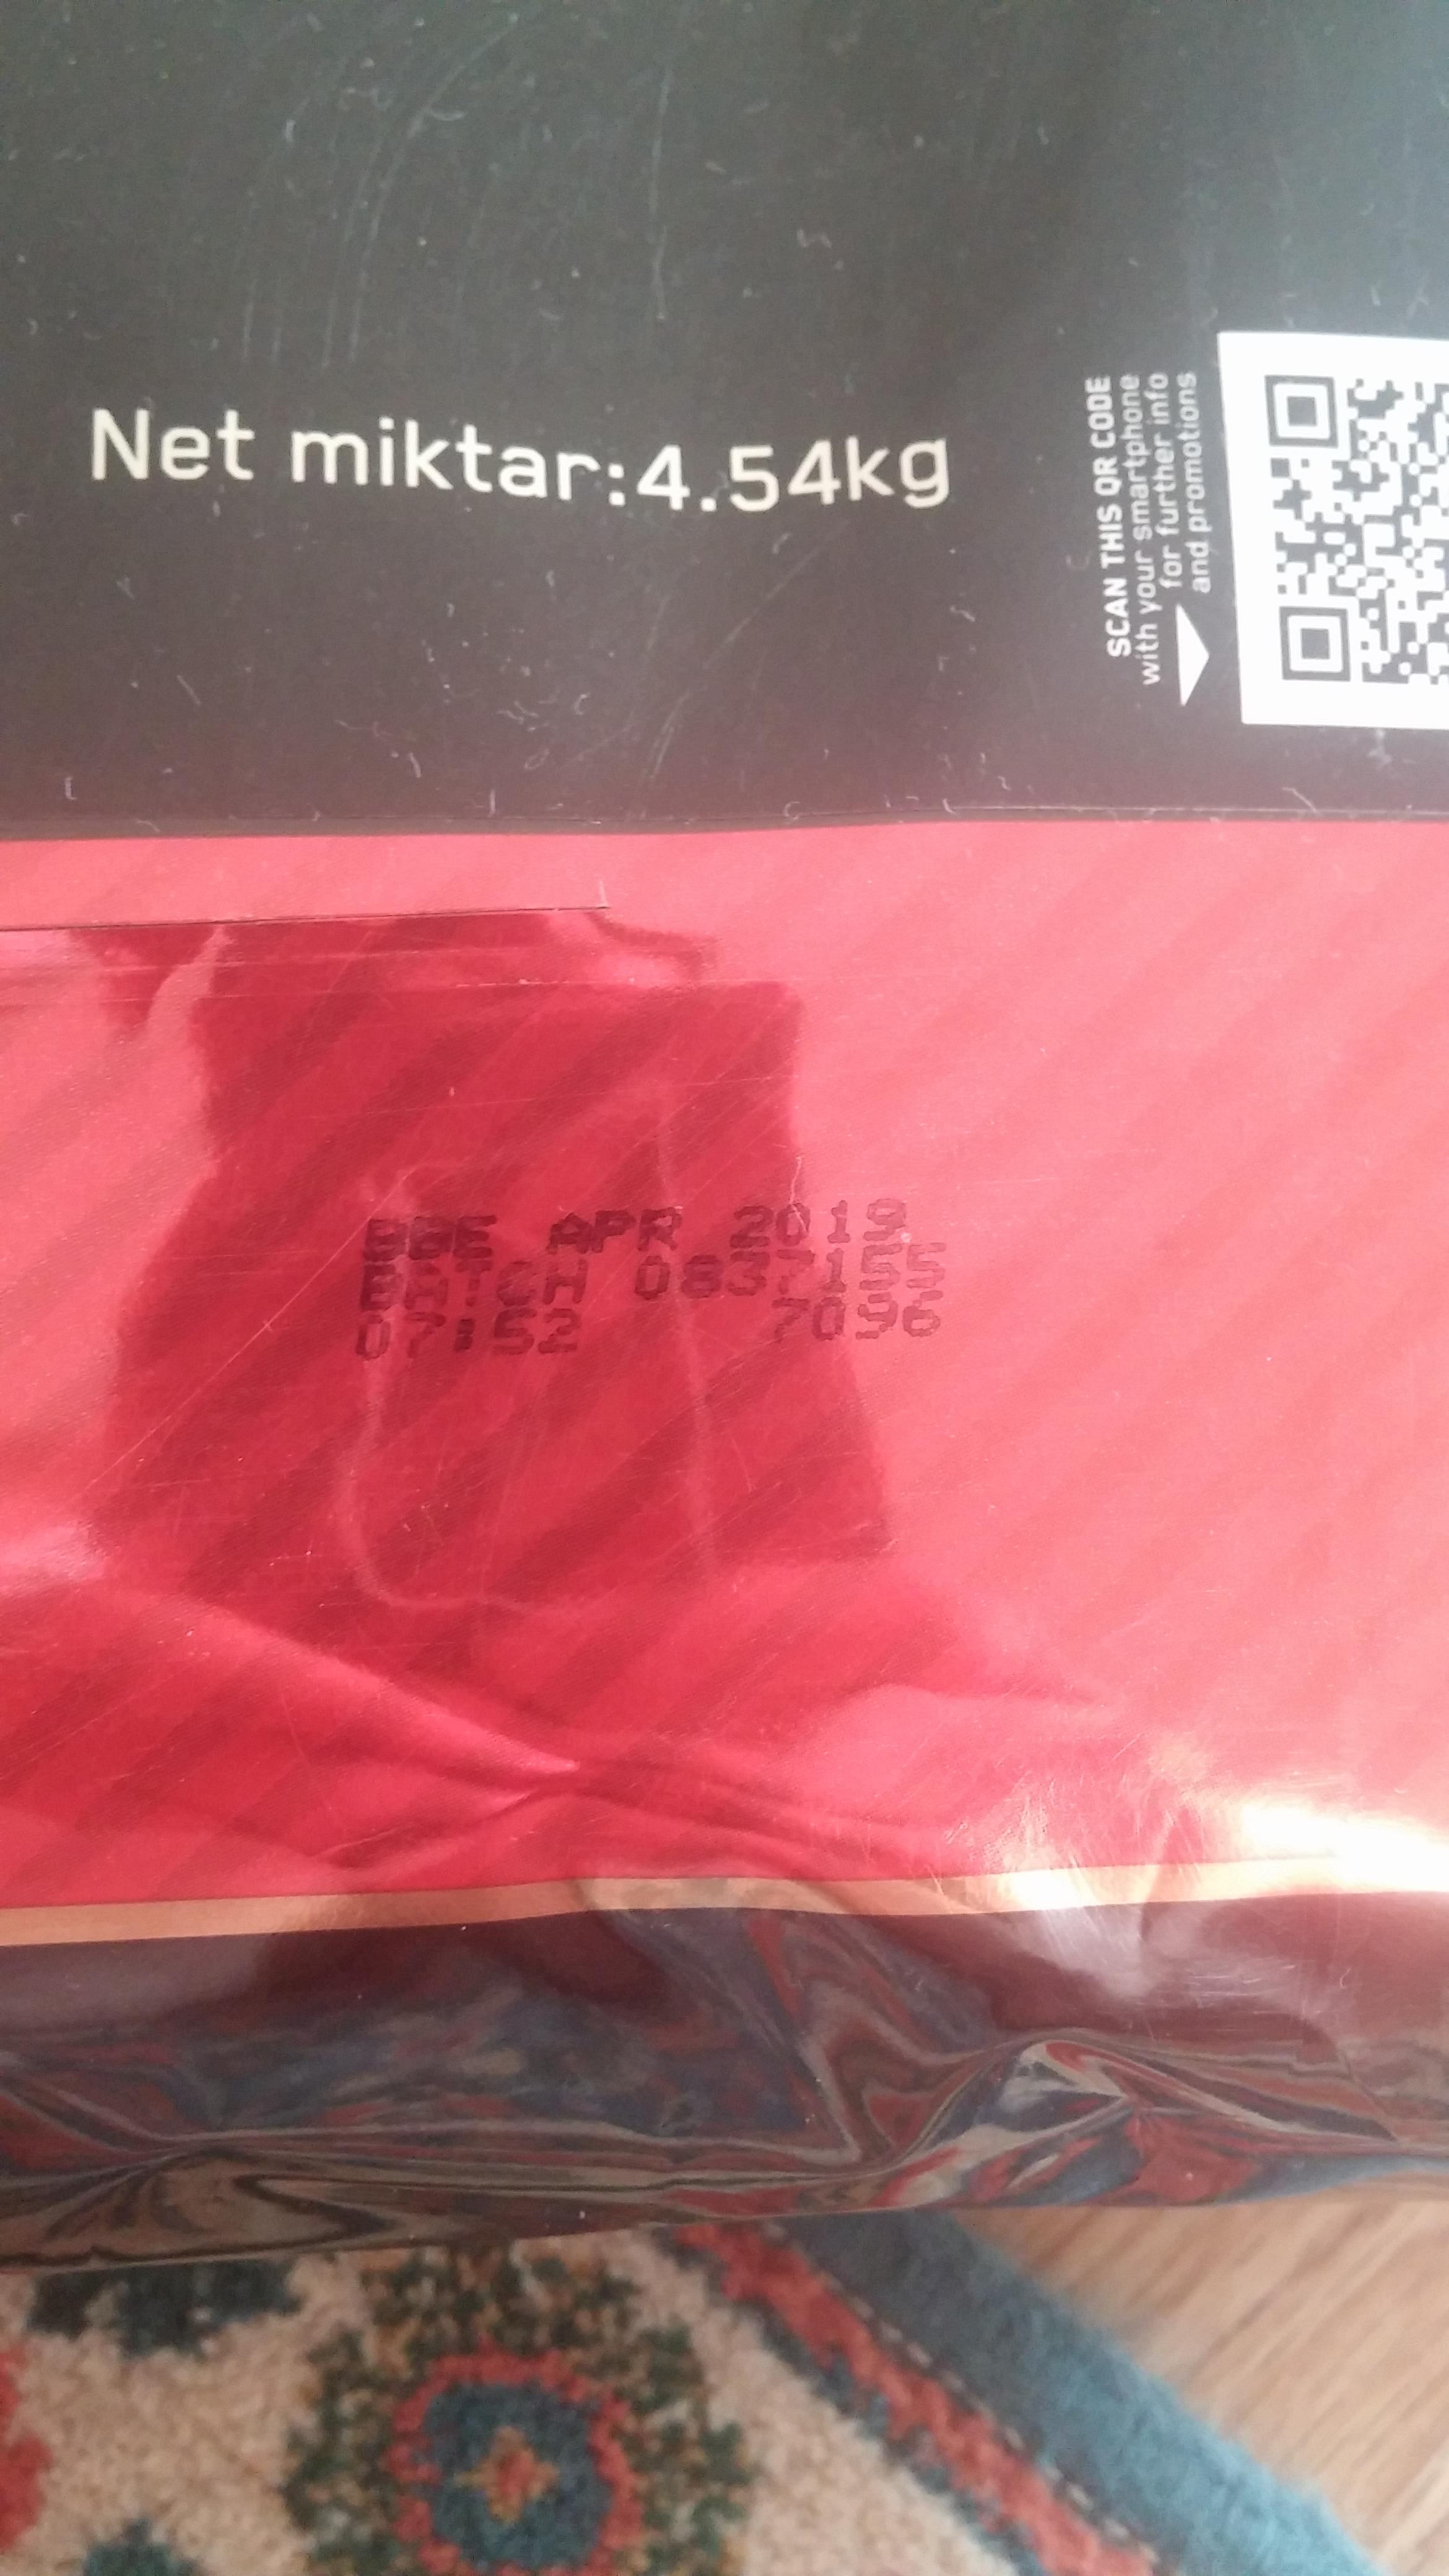 Net miktar:4.54kg
SCAN THIS QR CODE
with your smartphone
for further info
and promotions
BBE APR 2019
BATCH 0837155
07:52 7096